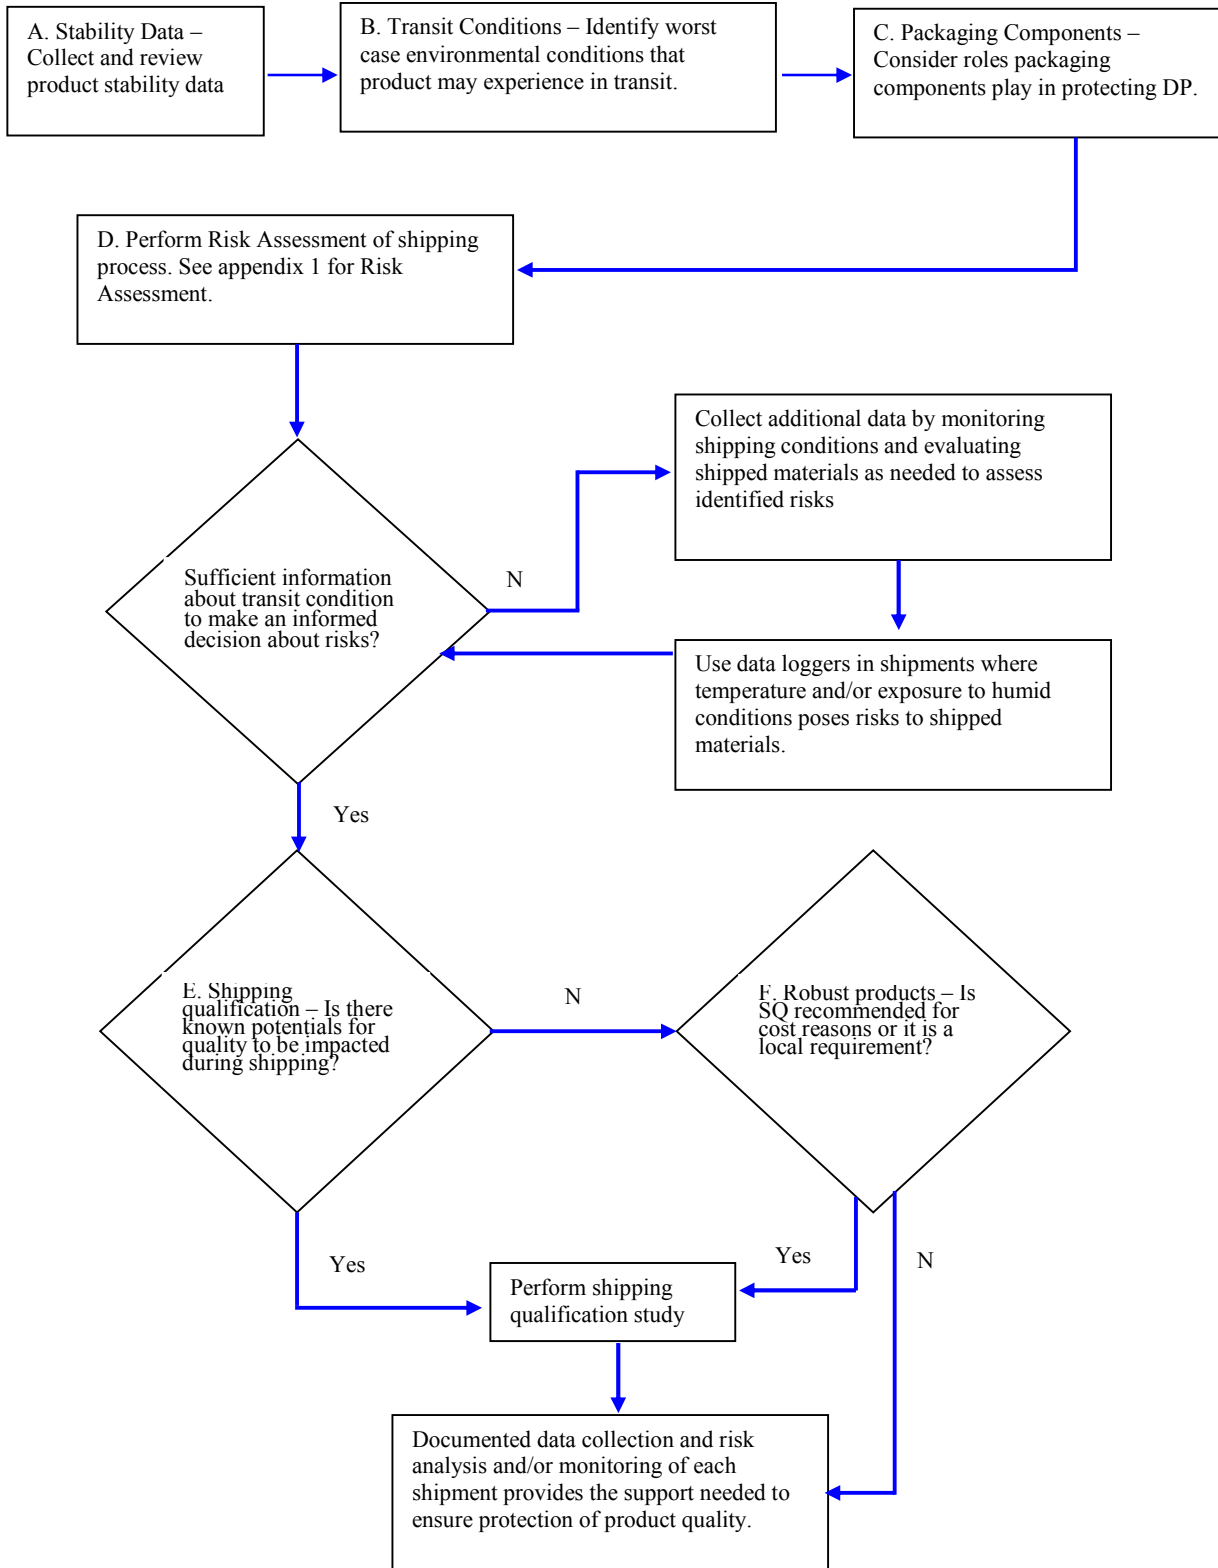 A. Stability Data –
Collect and review
product stability data
B. Transit Conditions – Identify worst
case environmental conditions that
product may experience in transit.
C. Packaging Components –
Consider roles packaging
components play in protecting DP.
D. Perform Risk Assessment of shipping
process. See appendix 1 for Risk
Assessment.
Collect additional data by monitoring
shipping conditions and evaluating
shipped materials as needed to assess
identified risks
Sufficient information
about transit condition
to make an informed
decision about risks?
N
Use data loggers in shipments where
temperature and/or exposure to humid
conditions poses risks to shipped
materials.
Yes
E. Shipping
qualification – Is there
known potentials for
quality to be impacted
during shipping?
N
F. Robust products – Is
SQ recommended for
cost reasons or it is a
local requirement?
Yes
Yes
N
Perform shipping
qualification study
Documented data collection and risk
analysis and/or monitoring of each
shipment provides the support needed to
ensure protection of product quality.